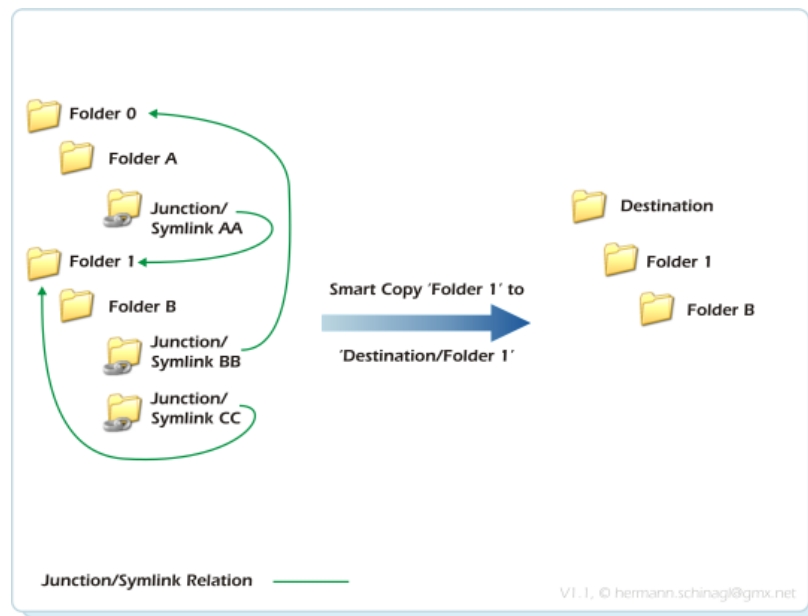 Folder 0
Folder A
Junction/
Symlink AA
Folder 1
Folder B
Junction/
Symlink BB
Junction/
Symlink CC
Smart Copy 'Folder 1' to
'Destination/Folder 1'
Destination
Folder 1
Folder B
Junction/Symlink Relation
V1.1, © hermann.schinagl@gmx.net